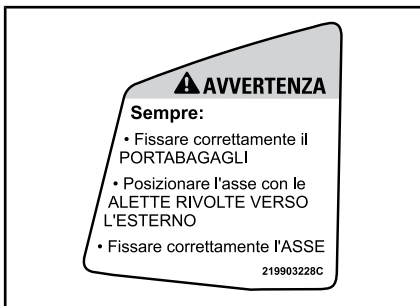 AVVERTENZA
Sempre:
• Fissare correttamente il
PORTABAGAGLI
• Posizionare l'asse con le
ALETTE RIVOLTE VERSO
L'ESTERNO
• Fissare correttamente l'ASSE
219903228C